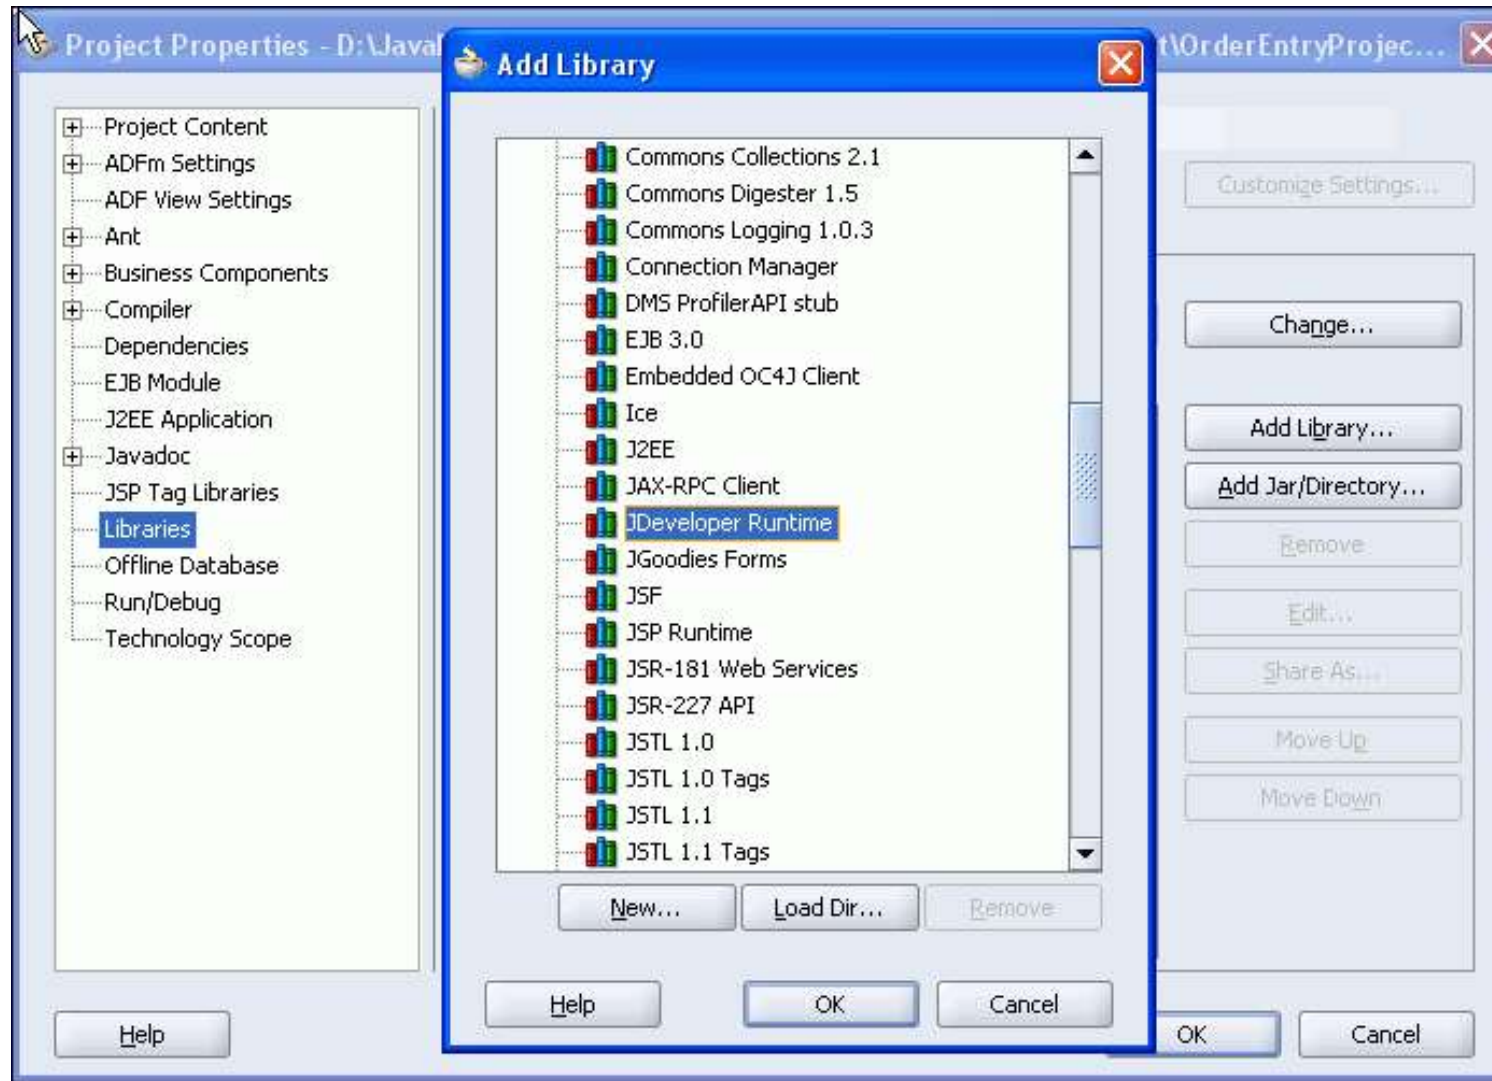 Project Properties - D:\Java
t\OrderEntryProjec...
Add Library
Project Content
ADFm Settings
ADF View Settings
Ant
Business Components
Compiler
Dependencies
EJB Module
J2EE Application
Javadoc
JSP Tag Libraries
Libraries
Offline Database
Run/Debug
Technology Scope
Help
Commons Collections 2.1
Commons Digester 1.5
Commons Logging 1.0.3
Connection Manager
DMS ProfilerAPI stub
EJB 3.0
Embedded OC4J Client
Ice
J2EE
JAX-RPC Client
JDeveloper Runtime
JGoodies Forms
JSF
JSP Runtime
JSR-181 Web Services
JSR-227 API
JSTL 1.0
JSTL 1.0 Tags
JSTL 1.1
JSTL 1.1 Tags
New... Load Dir... Remove
Help OK Cancel
Customize Settings...
Change...
Add Library...
Add Jar/Directory...
Remove
Edit...
Share As...
Move Up
Move Down
OK Cancel